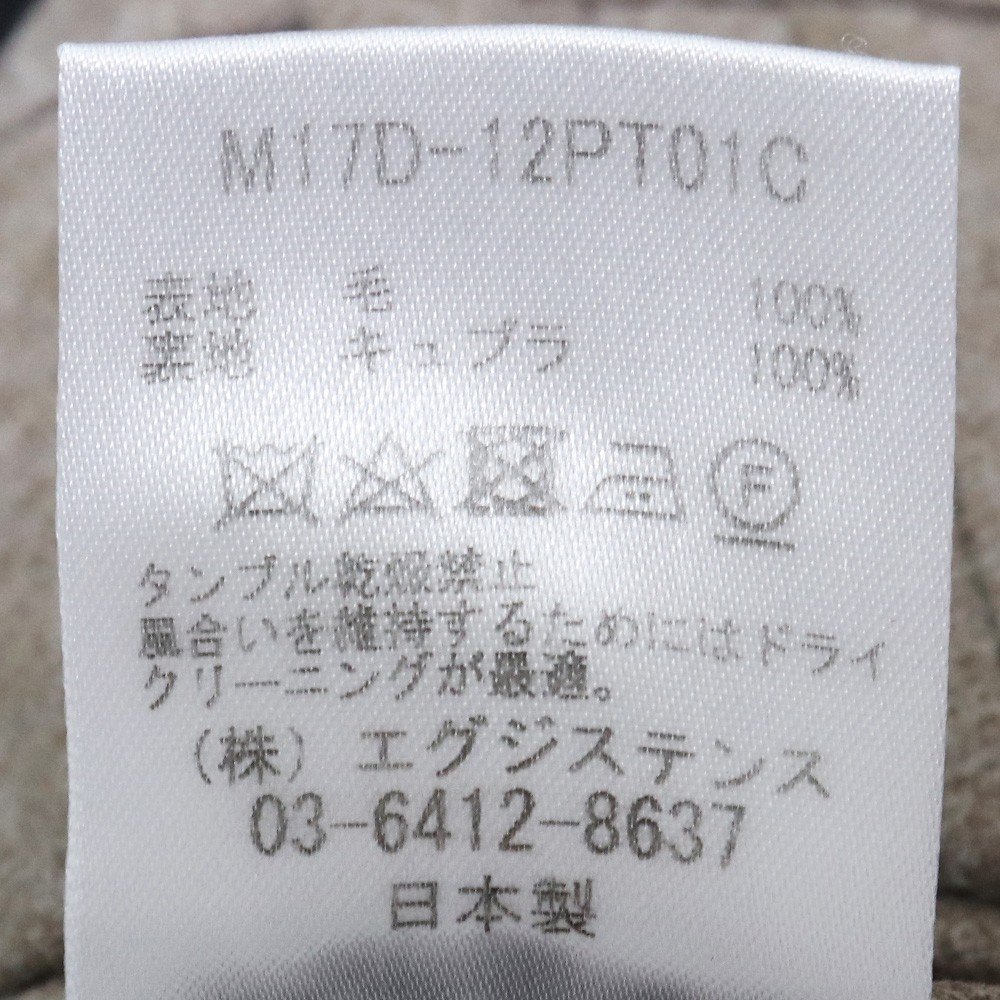 M17D-12PT01C
表地 毛 100%
裏地 キュプラ 100%
F
タンブル乾燥禁止
風合いを維持するためにはドライ
クリーニングが最適。
(株) エグジステンス
03-6412-8637
日本製